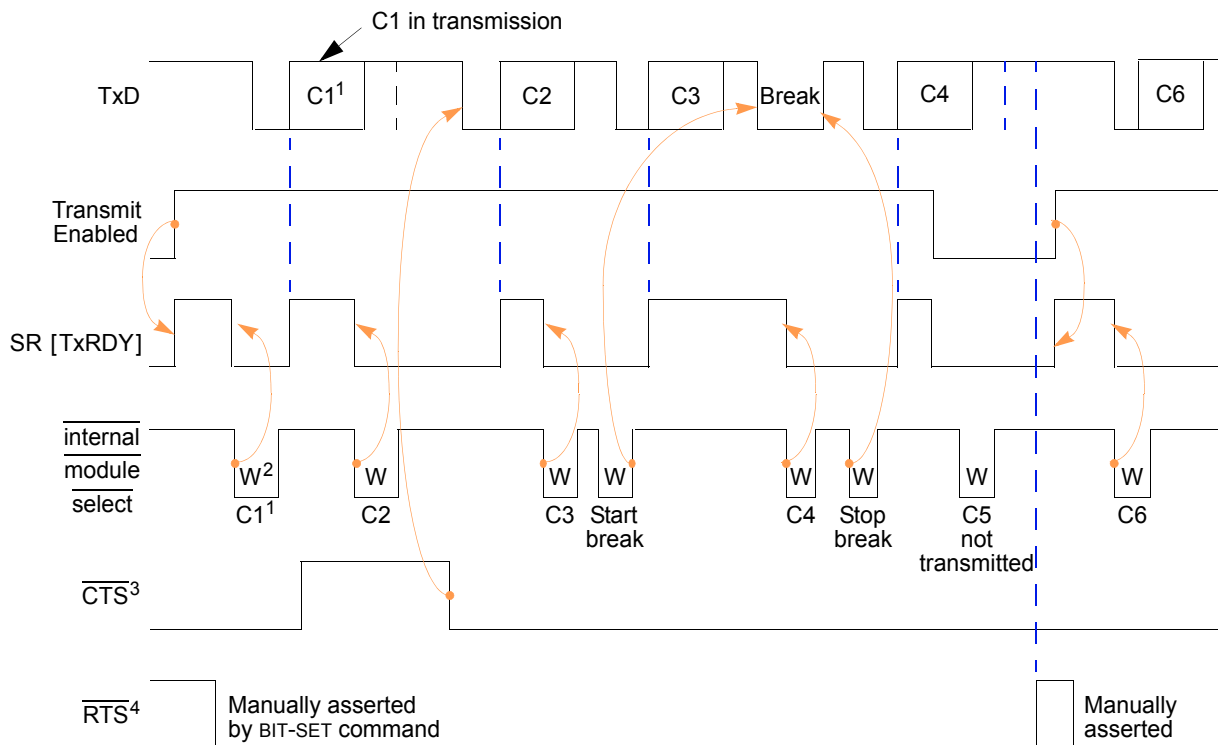 C1 in transmission
TxD
C1¹
C2
C3
Break
C4
C6
Transmit
Enabled
SR [TxRDY]
internal
module
select
W²
W
W
W
W
W
W
W
C1¹
C2
C3
Start
break
C4
Stop
break
C5
not
transmitted
C6
CTS³
RTS⁴
Manually asserted
by BIT-SET command
Manually
asserted